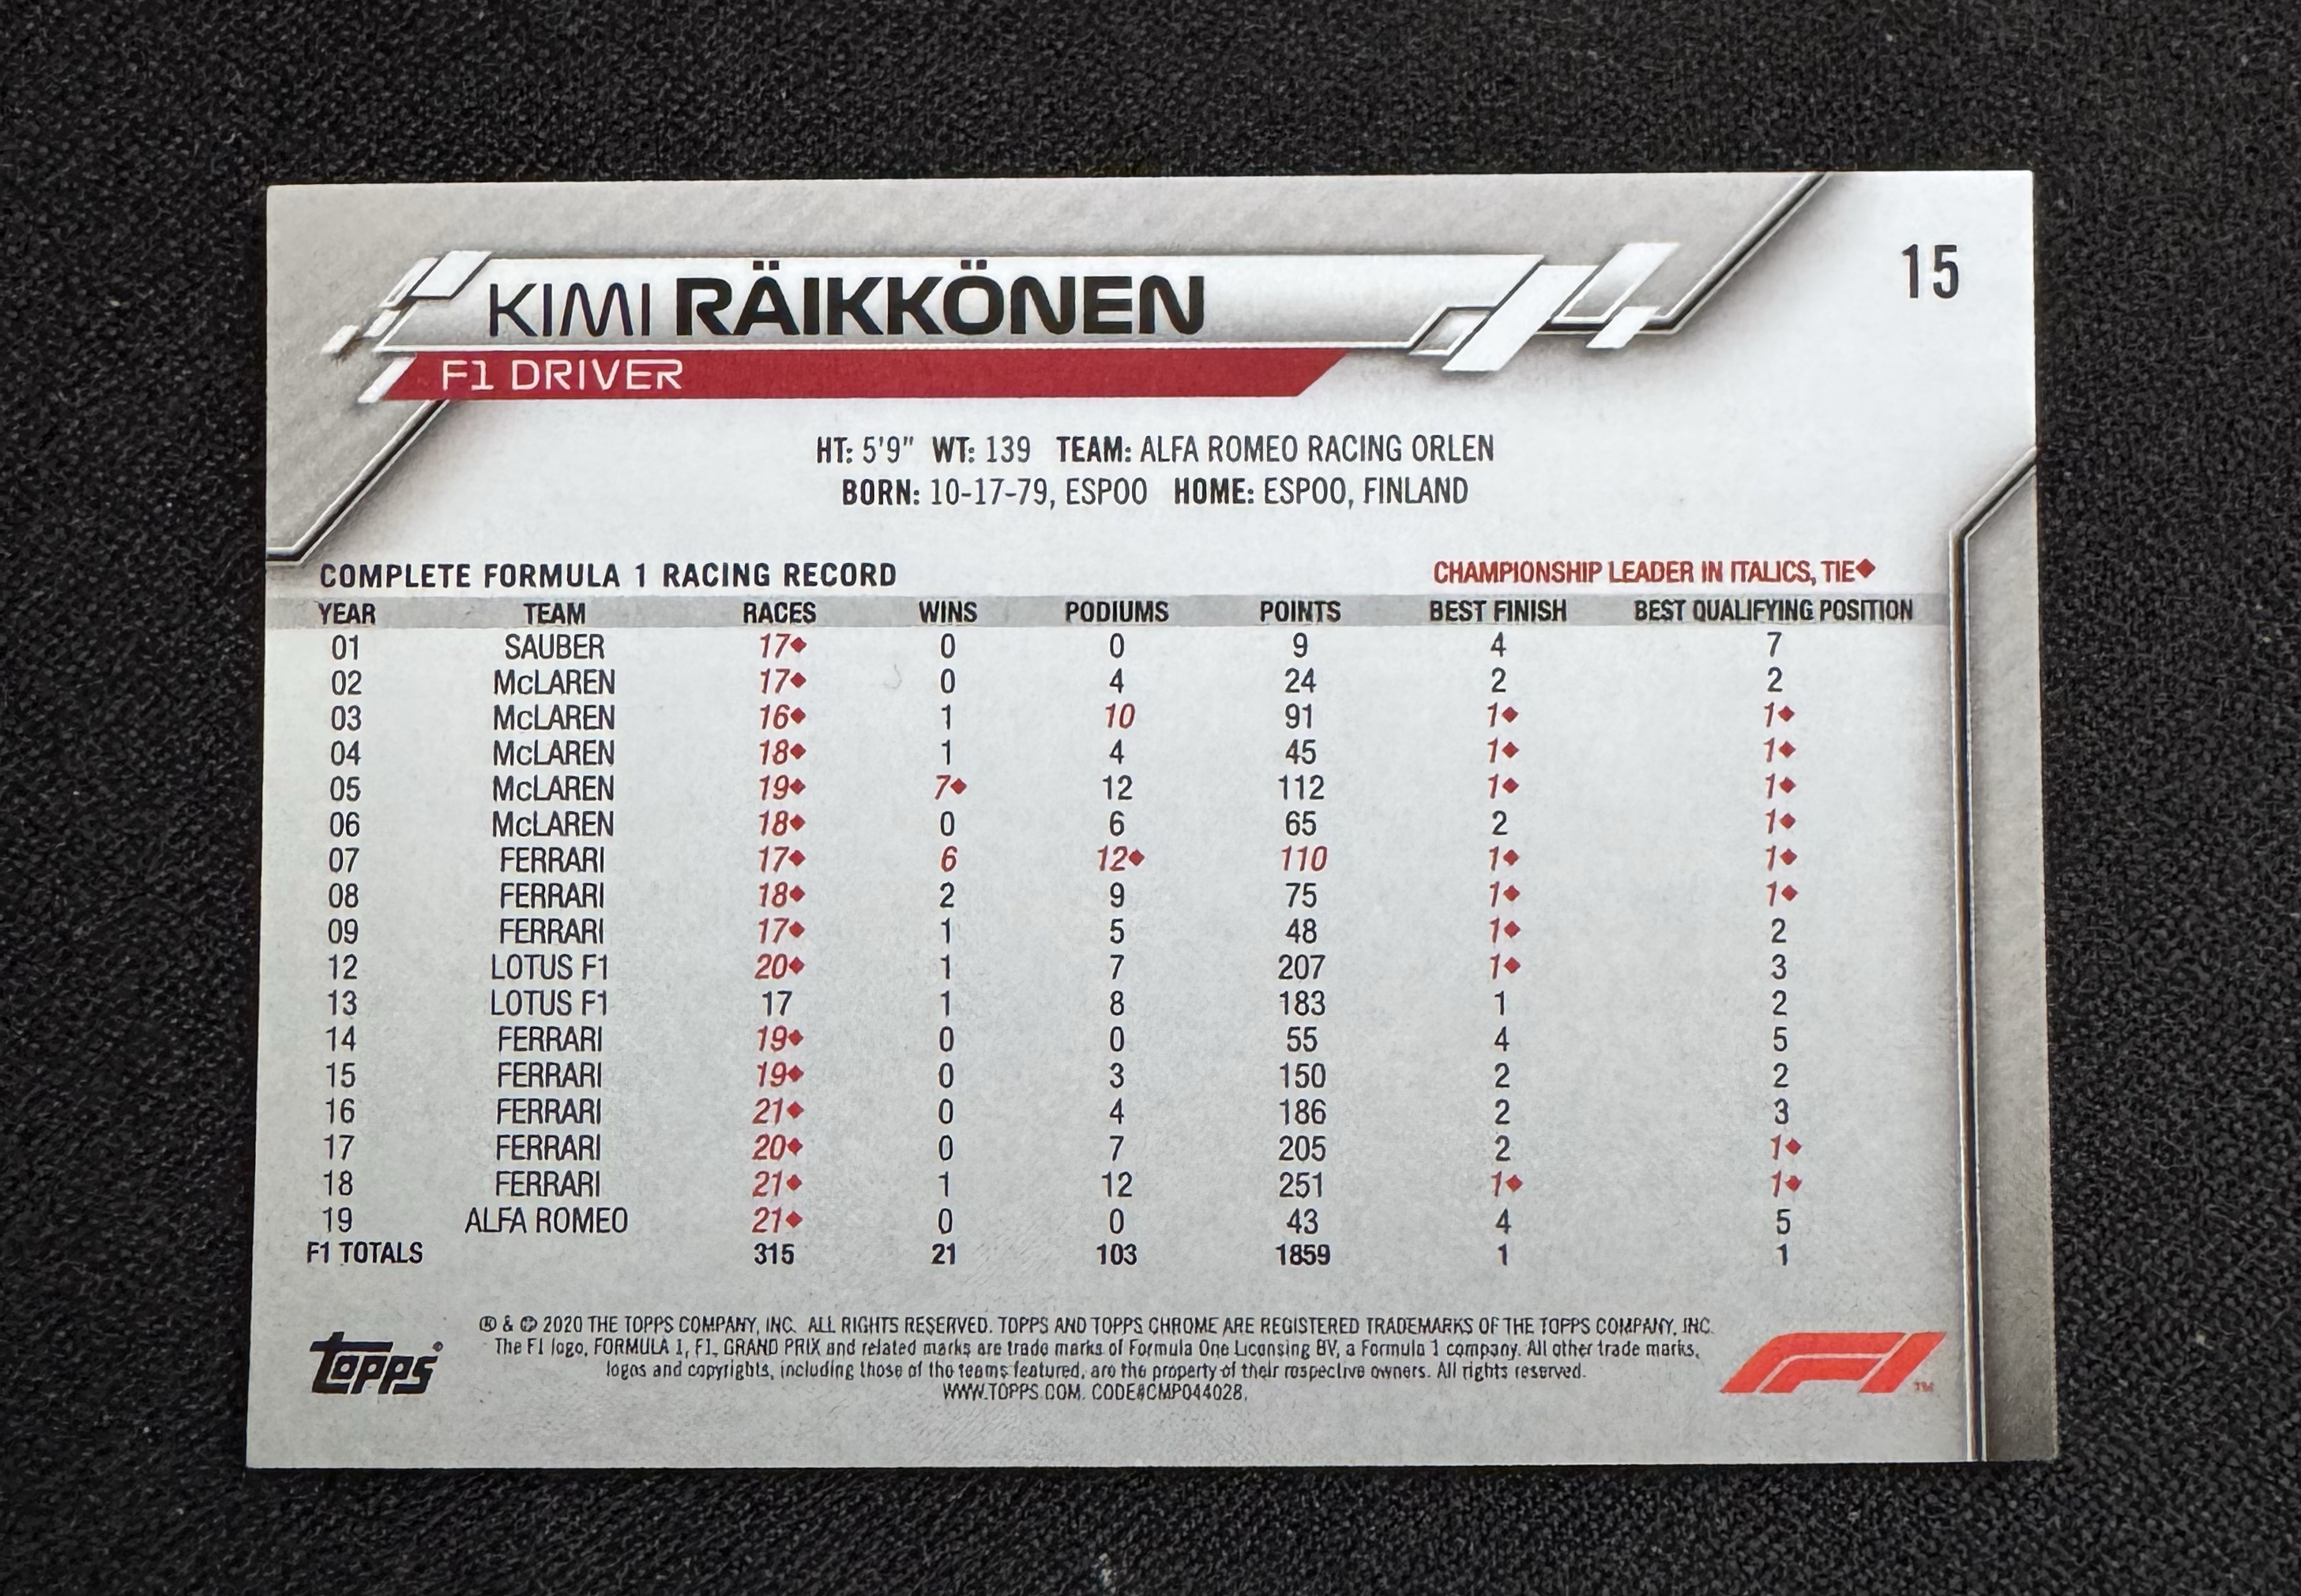 15
KIMI RÄIKKÖNEN
F1 DRIVER
HT: 5'9" WT: 139 TEAM: ALFA ROMEO RACING ORLEN
BORN: 10-17-79, ESPOO HOME: ESPOO, FINLAND
COMPLETE FORMULA 1 RACING RECORD CHAMPIONSHIP LEADER IN ITALICS, TIE♦
YEAR TEAM RACES WINS PODIUMS POINTS BEST FINISH BEST QUALIFYING POSITION
01 SAUBER 17♦ 0 0 9 4 7
02 McLAREN 17♦ 0 4 24 2 2
03 McLAREN 16♦ 1 10 91 1♦ 1♦
04 McLAREN 18♦ 1 4 45 1♦ 1♦
05 McLAREN 19♦ 7♦ 12 112 1♦ 1♦
06 McLAREN 18♦ 0 6 65 2 1♦
07 FERRARI 17♦ 6 12♦ 110 1♦ 1♦
08 FERRARI 18♦ 2 9 75 1♦ 1♦
09 FERRARI 17♦ 1 5 48 1♦ 2
12 LOTUS F1 20♦ 1 7 207 1♦ 3
13 LOTUS F1 17 1 8 183 1 2
14 FERRARI 19♦ 0 0 55 4 5
15 FERRARI 19♦ 0 3 150 2 2
16 FERRARI 21♦ 0 4 186 2 3
17 FERRARI 20♦ 0 7 205 2 1♦
18 FERRARI 21♦ 1 12 251 1♦ 1♦
19 ALFA ROMEO 21♦ 0 0 43 4 5
F1 TOTALS 315 21 103 1859 1 1
® & © 2020 THE TOPPS COMPANY, INC. ALL RIGHTS RESERVED. TOPPS AND TOPPS CHROME ARE REGISTERED TRADEMARKS OF THE TOPPS COMPANY, INC.
The F1 logo, FORMULA 1, F1, GRAND PRIX and related marks are trade marks of Formula One Licensing BV, a Formula 1 company. All other trade marks,
logos and copyrights, including those of the teams featured, are the property of their respective owners. All rights reserved.
WWW.TOPPS.COM. CODE#CMP044028.
Topps®
F1™